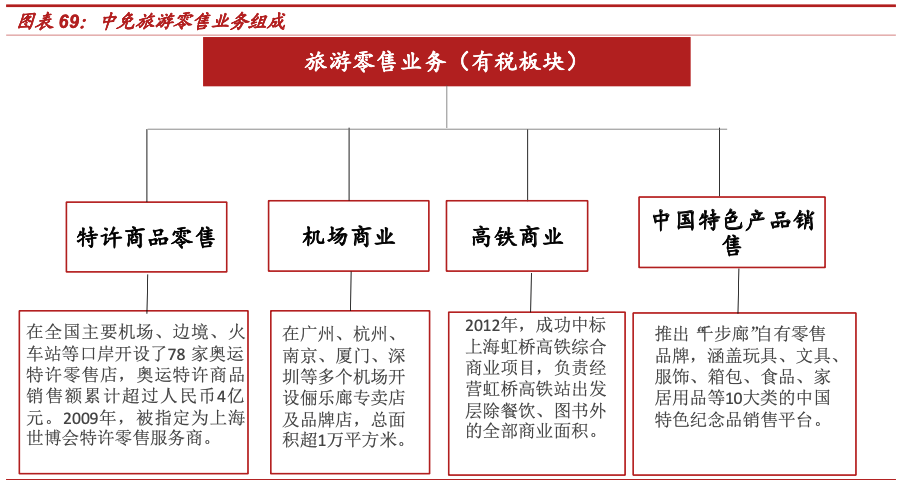 图表 69：中免旅游零售业务组成
旅游零售业务（有税板块）
特许商品零售
机场商业
高铁商业
中国特色产品销
售
在全国主要机场、边境、火
车站等口岸开设了78 家奥运
特许零售店，奥运特许商品
销售额累计超过人民币4亿
元。2009年，被指定为上海
世博会特许零售服务商。
在广州、杭州、
南京、厦门、深
圳等多个机场开
设俪乐廊专卖店
及品牌店，总面
积超1万平方米。
2012年，成功中标
上海虹桥高铁综合
商业项目，负责经
营虹桥高铁站出发
层除餐饮、图书外
的全部商业面积。
推出“千步廊”自有零售
品牌，涵盖玩具、文具、
服饰、箱包、食品、家
居用品等10大类的中国
特色纪念品销售平台。